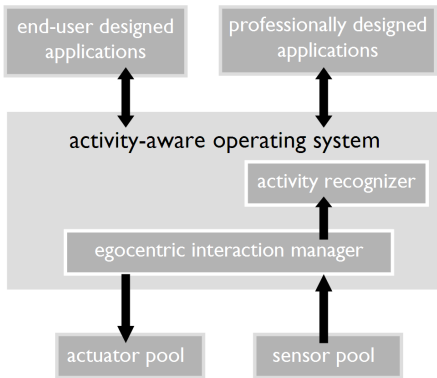 end-user designed
applications
professionally designed
applications
activity-aware operating system
activity recognizer
egocentric interaction manager
actuator pool
sensor pool